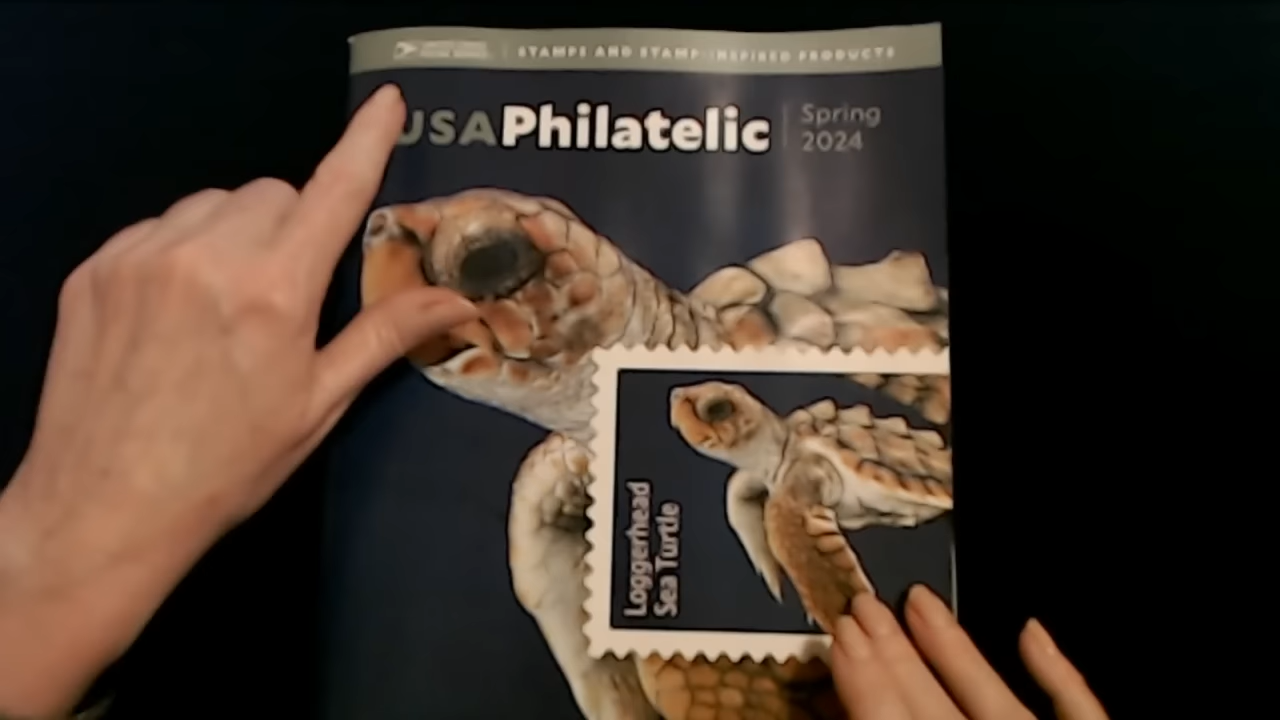 STAMPS AND STAMP-INSPIRED PRODUCTS
USAPhilatelic
Spring
2024
Loggerhead
Sea Turtle